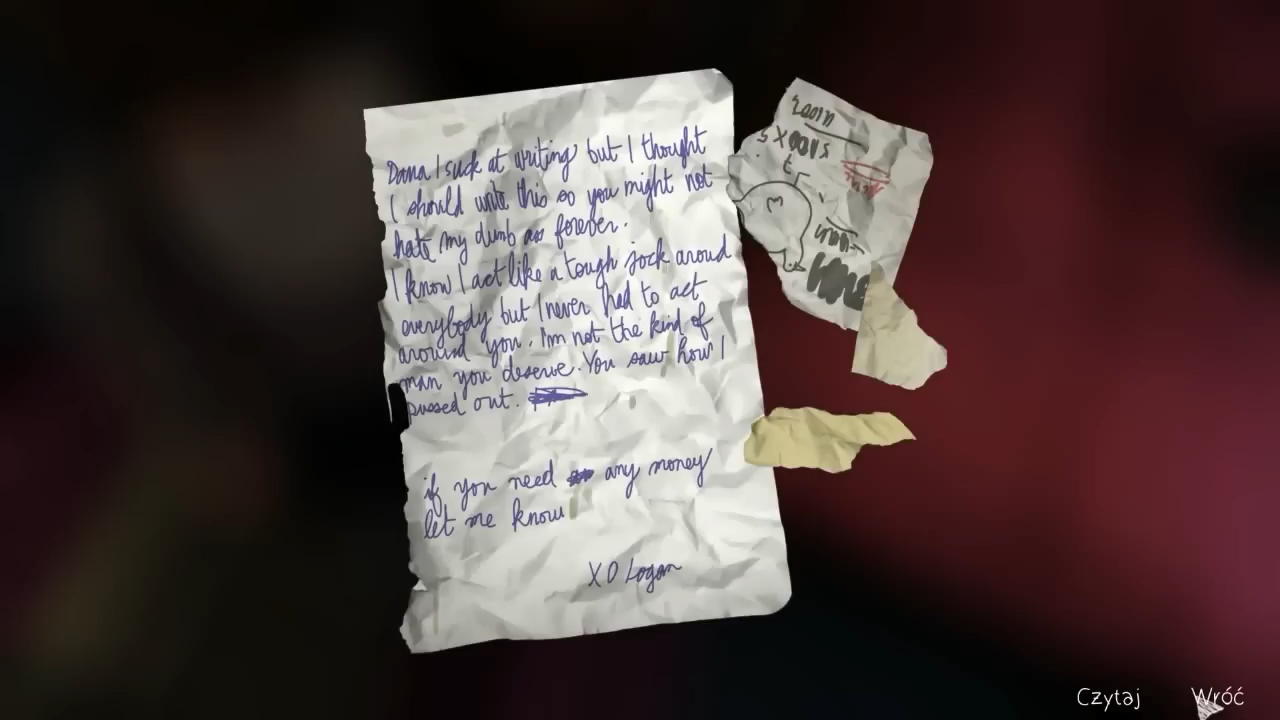 Dana I suck at writing but I thought
I should write this so you might not
hate my dumb ass forever.
I know I act like a tough jock aroud
everybody but I never had to act
around you. I'm not the kind of
man you deserve. You saw how I
pussed out.
if you need any money
let me know
XO Logan
Czytaj
Wróć